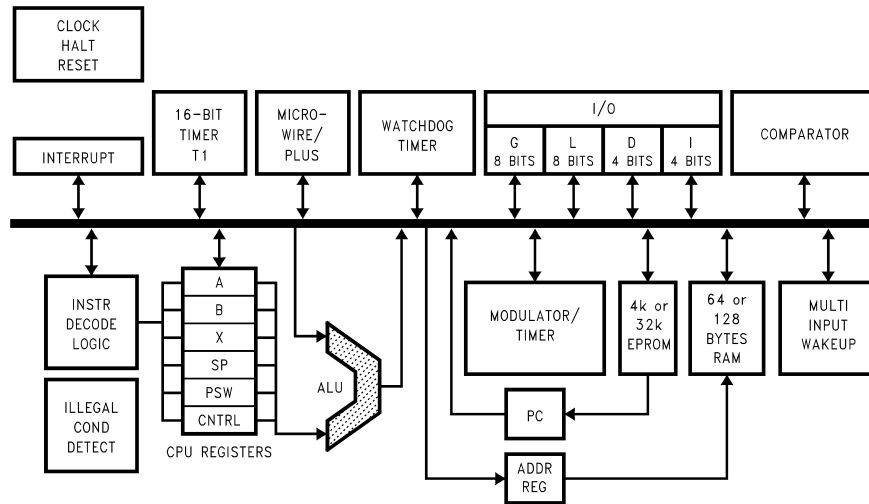 CLOCK
HALT
RESET
INTERRUPT
16-BIT
TIMER
T1
MICRO-
WIRE/
PLUS
WATCHDOG
TIMER
I/O
G
8 BITS
L
8 BITS
D
4 BITS
I
4 BITS
COMPARATOR
INSTR
DECODE
LOGIC
ILLEGAL
COND
DETECT
A
B
X
SP
PSW
CNTRL
CPU REGISTERS
ALU
MODULATOR/
TIMER
4k or
32k
EPROM
64 or
128
BYTES
RAM
MULTI
INPUT
WAKEUP
PC
ADDR
REG